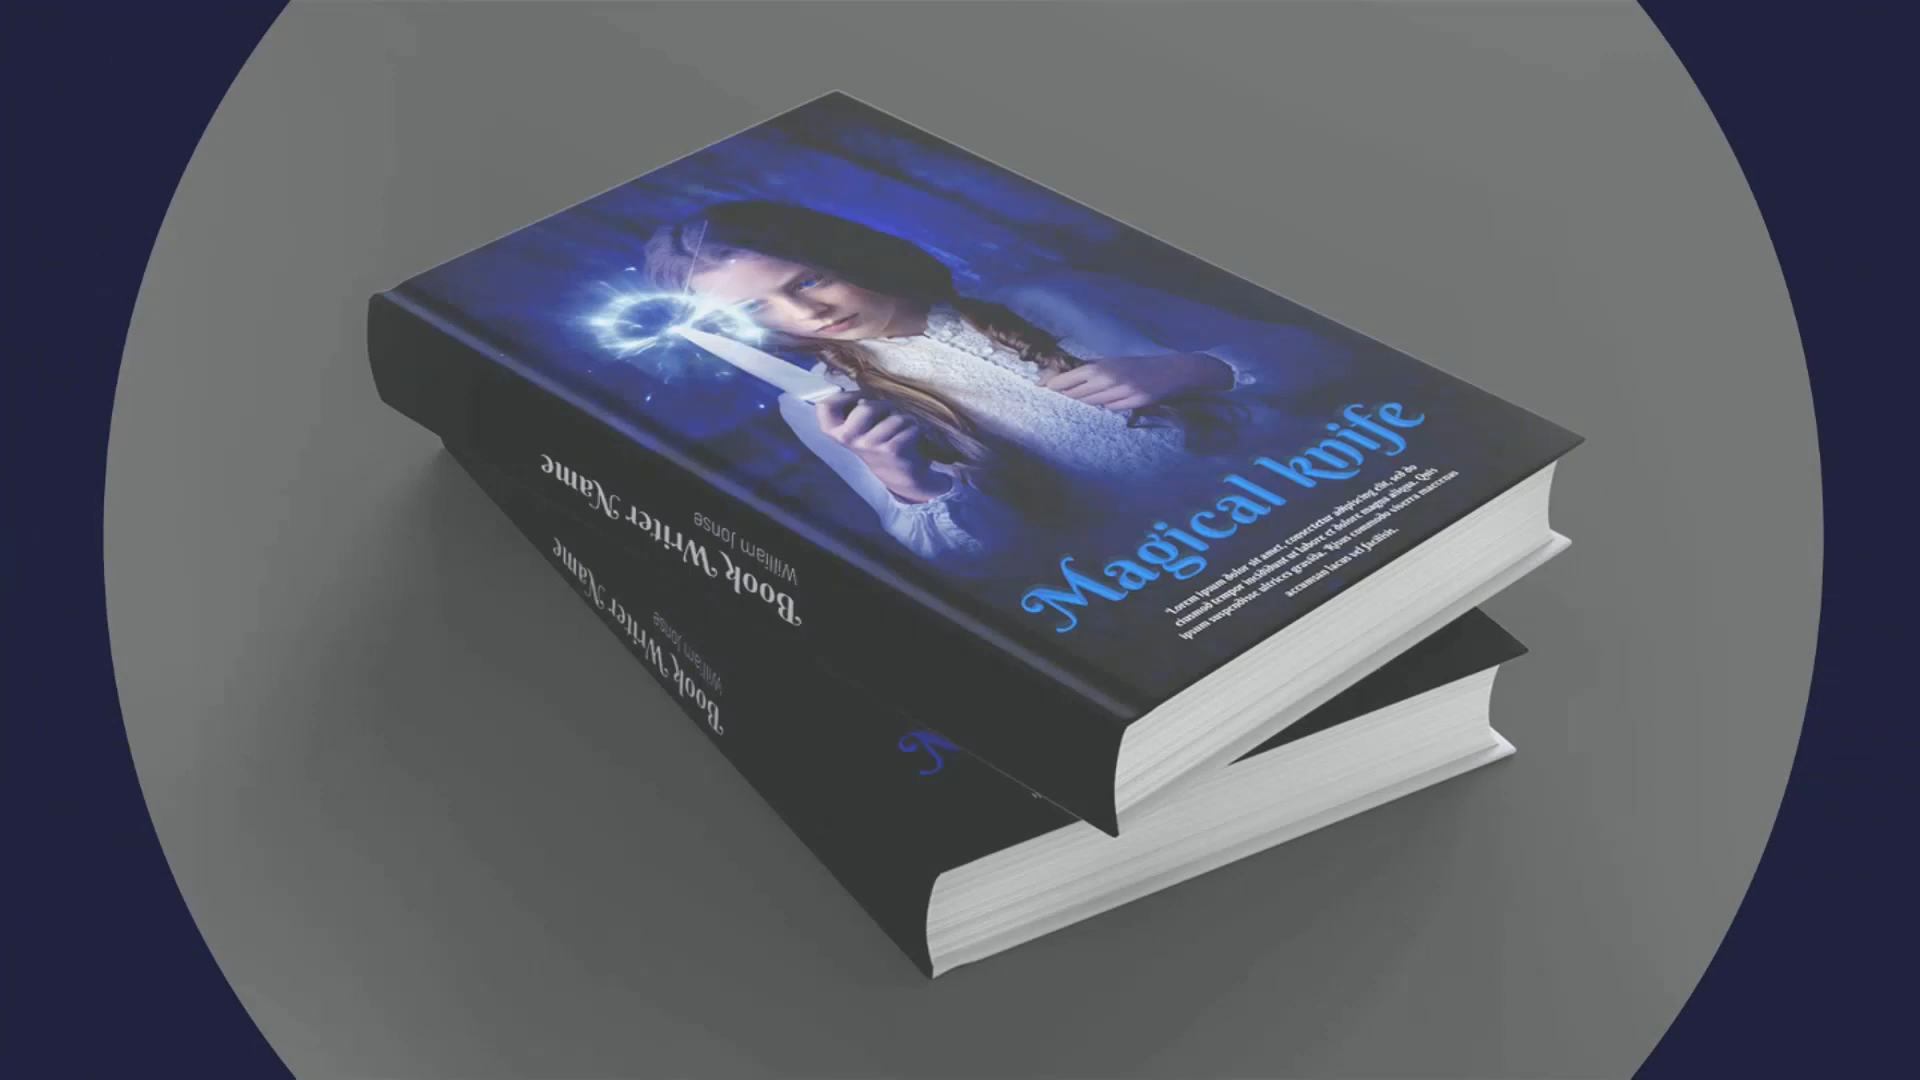 Magical knife
Lorem ipsum dolor sit amet, consectetur adipiscing elit, sed do
eiusmod tempor incididunt ut labore et dolore magna aliqua. Quis
ipsum suspendisse ultrices gravida. Risus commodo viverra maecenas
accumsan lacus vel facilisis.
Book Writer Name
William Jonse
Book Writer Name
William Jonse